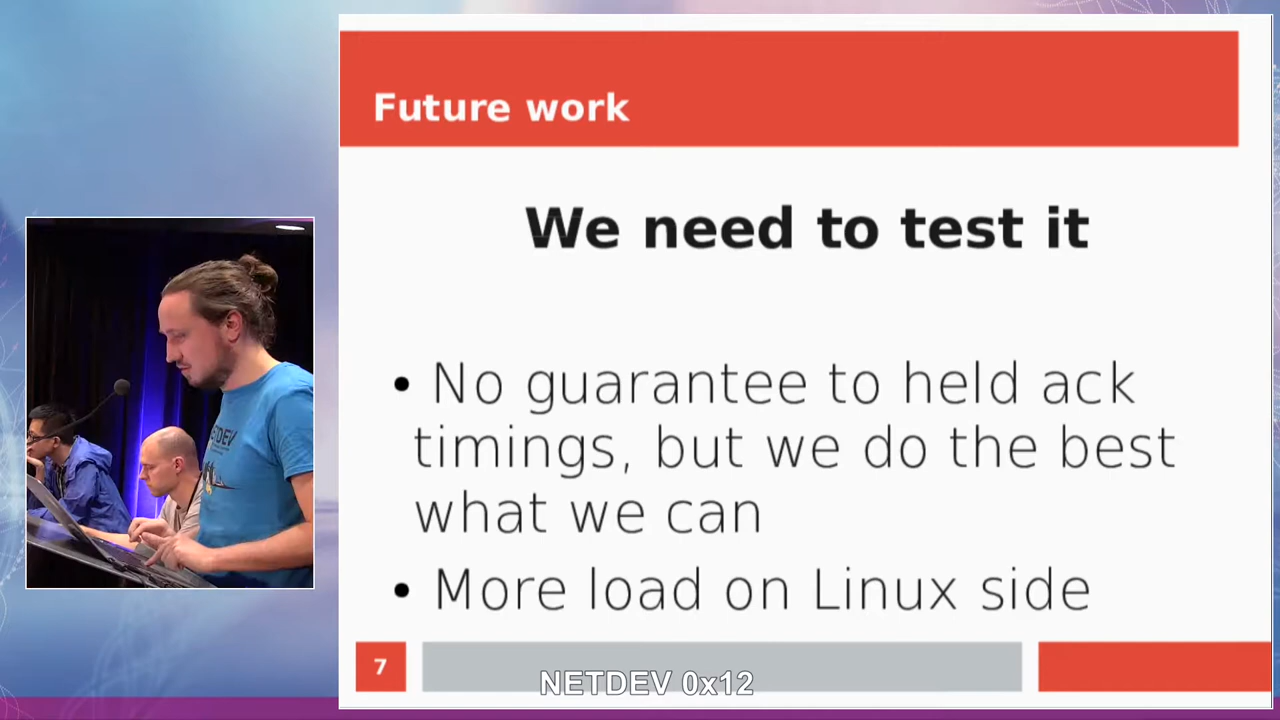 Future work
We need to test it
• No guarantee to held ack
timings, but we do the best
what we can
• More load on Linux side
7
NETDEV 0x12